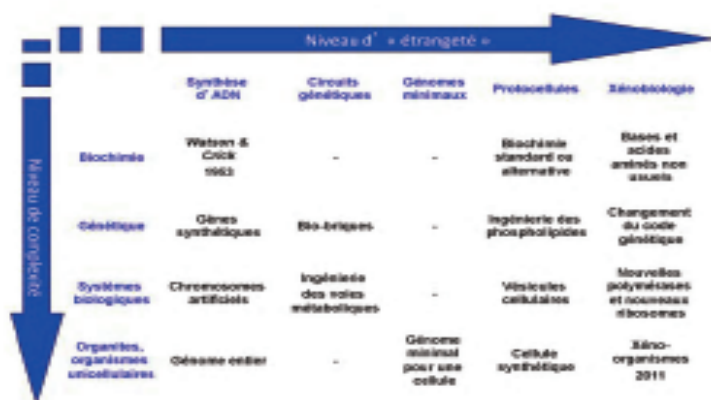 Niveau d' « étrangeté »
Niveau de complexité
Synthèse d'ADN
Circuits génétiques
Génomes minimaux
Protocellules
Xénobiologie
Biochimie
Watson & Crick 1953
-
-
Biochimie standard ou alternative
Bases et acides aminés non usuels
Génétique
Gènes synthétiques
Bio-briques
-
Ingénierie des phospholipides
Changement du code génétique
Systèmes biologiques
Chromosomes artificiels
Ingénierie des voies métaboliques
-
Vésicules cellulaires
Nouvelles polymérases et nouveaux ribosomes
Organites, organismes unicellulaires
Génome entier
-
Génome minimal pour une cellule
Cellule synthétique
Xéno-organismes 2011